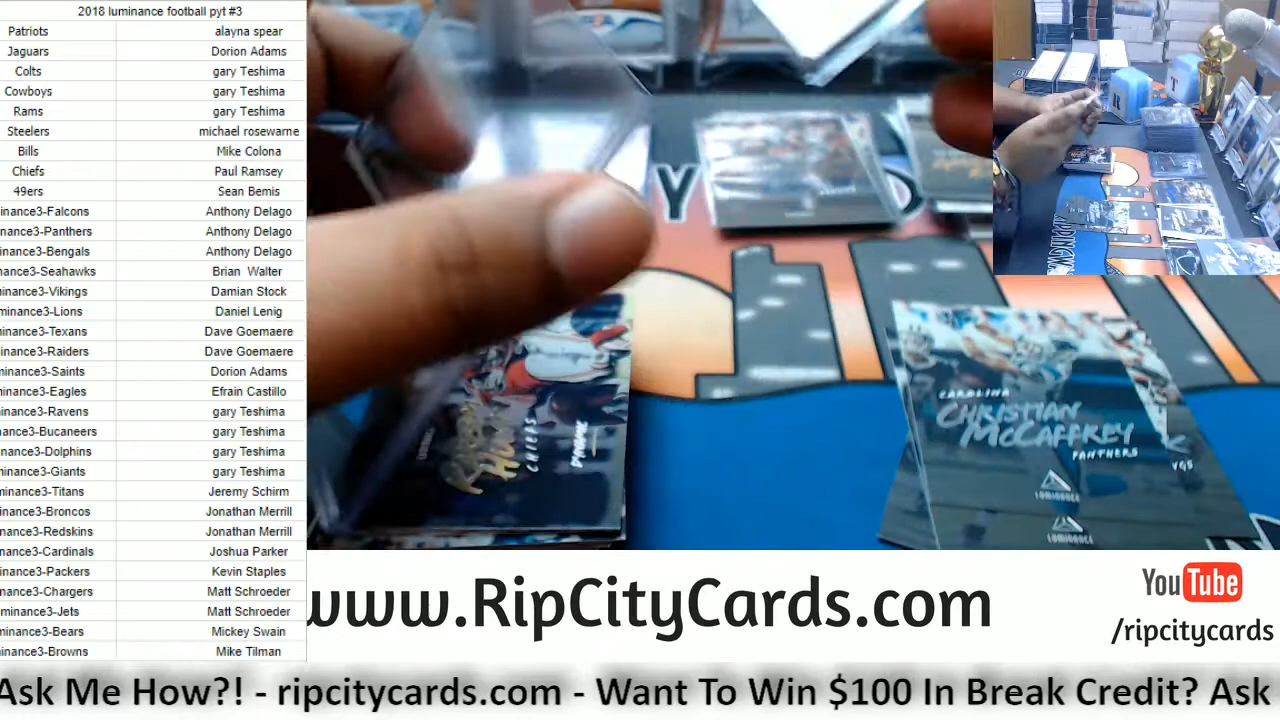 2018 luminance football pyt #3
Patriots alayna spear
Jaguars Dorion Adams
Colts gary Teshima
Cowboys gary Teshima
Rams gary Teshima
Steelers michael rosewarne
Bills Mike Colona
Chiefs Paul Ramsey
49ers Sean Bemis
inance3-Falcons Anthony Delago
inance3-Panthers Anthony Delago
inance3-Bengals Anthony Delago
nance3-Seahawks Brian Walter
inance3-Vikings Damian Stock
minance3-Lions Daniel Lenig
inance3-Texans Dave Goemaere
inance3-Raiders Dave Goemaere
inance3-Saints Dorion Adams
inance3-Eagles Efrain Castillo
inance3-Ravens gary Teshima
nance3-Bucaneers gary Teshima
nance3-Dolphins gary Teshima
inance3-Giants gary Teshima
minance3-Titans Jeremy Schirm
nance3-Broncos Jonathan Merrill
nance3-Redskins Jonathan Merrill
nance3-Cardinals Joshua Parker
inance3-Packers Kevin Staples
nance3-Chargers Matt Schroeder
minance3-Jets Matt Schroeder
minance3-Bears Mickey Swain
minance3-Browns Mike Tilman
Y
CHIEFS
CAROLINA
CHRISTIAN
McCAFFREY
PANTHERS
YGS
LUMINANCE
LUMINANCE
R
T
www.RipCityCards.com
YouTube
/ripcitycards
Ask Me How?! - ripcitycards.com - Want To Win $100 In Break Credit? Ask